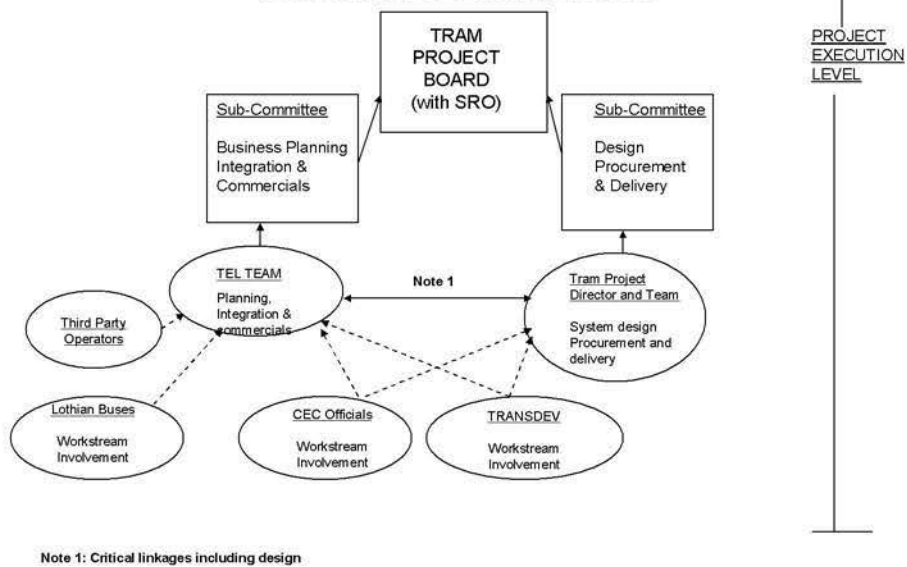 TRAM
PROJECT
BOARD
(with SRO)
PROJECT
EXECUTION
LEVEL
Sub-Committee
Business Planning
Integration &
Commercials
Sub-Committee
Design
Procurement
& Delivery
TEL TEAM
Planning,
Integration &
commercials
Note 1
Tram Project
Director and Team
System design
Procurement and
delivery
Third Party
Operators
Lothian Buses
Workstream
Involvement
CEC Officials
Workstream
Involvement
TRANSDEV
Workstream
Involvement
Note 1: Critical linkages including design